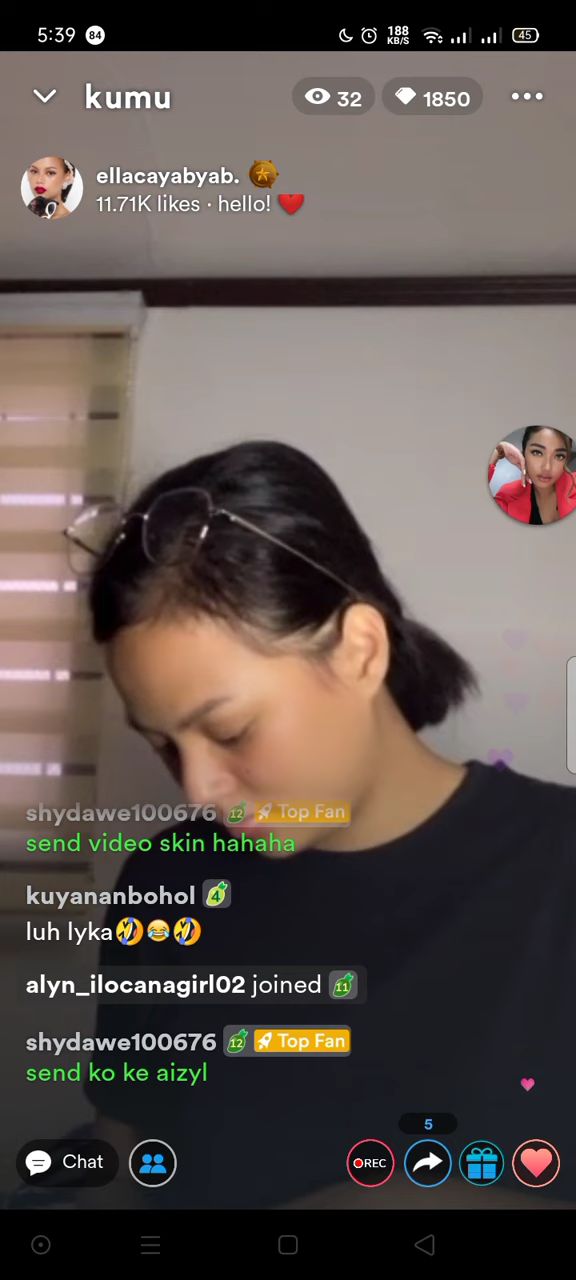 5:39 84 188 KB/S 45
kumu 32 1850
ellacayabyab.
11.71K likes · hello! ❤️
shydawe100676 12 Top Fan
send video skin hahaha
kuyananbohol 4
luh lyka🤣😂🤣
alyn_ilocanagirl02 joined 11
shydawe100676 12 Top Fan
send ko ke aizyl
5
Chat REC